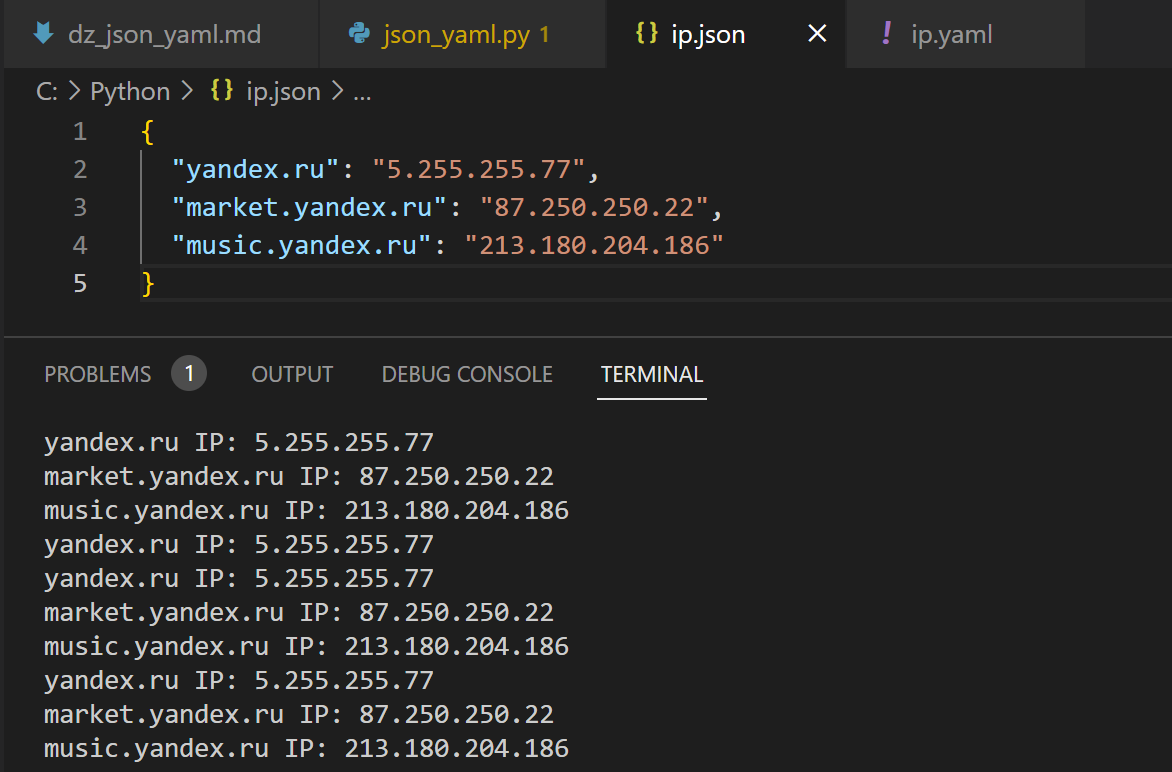 dz_json_yaml.md json_yaml.py 1 {} ip.json × ! ip.yaml
C: > Python > {} ip.json > ...
1 {
2 "yandex.ru": "5.255.255.77",
3 "market.yandex.ru": "87.250.250.22",
4 "music.yandex.ru": "213.180.204.186"
5 }
PROBLEMS 1 OUTPUT DEBUG CONSOLE TERMINAL
yandex.ru IP: 5.255.255.77
market.yandex.ru IP: 87.250.250.22
music.yandex.ru IP: 213.180.204.186
yandex.ru IP: 5.255.255.77
yandex.ru IP: 5.255.255.77
market.yandex.ru IP: 87.250.250.22
music.yandex.ru IP: 213.180.204.186
yandex.ru IP: 5.255.255.77
market.yandex.ru IP: 87.250.250.22
music.yandex.ru IP: 213.180.204.186